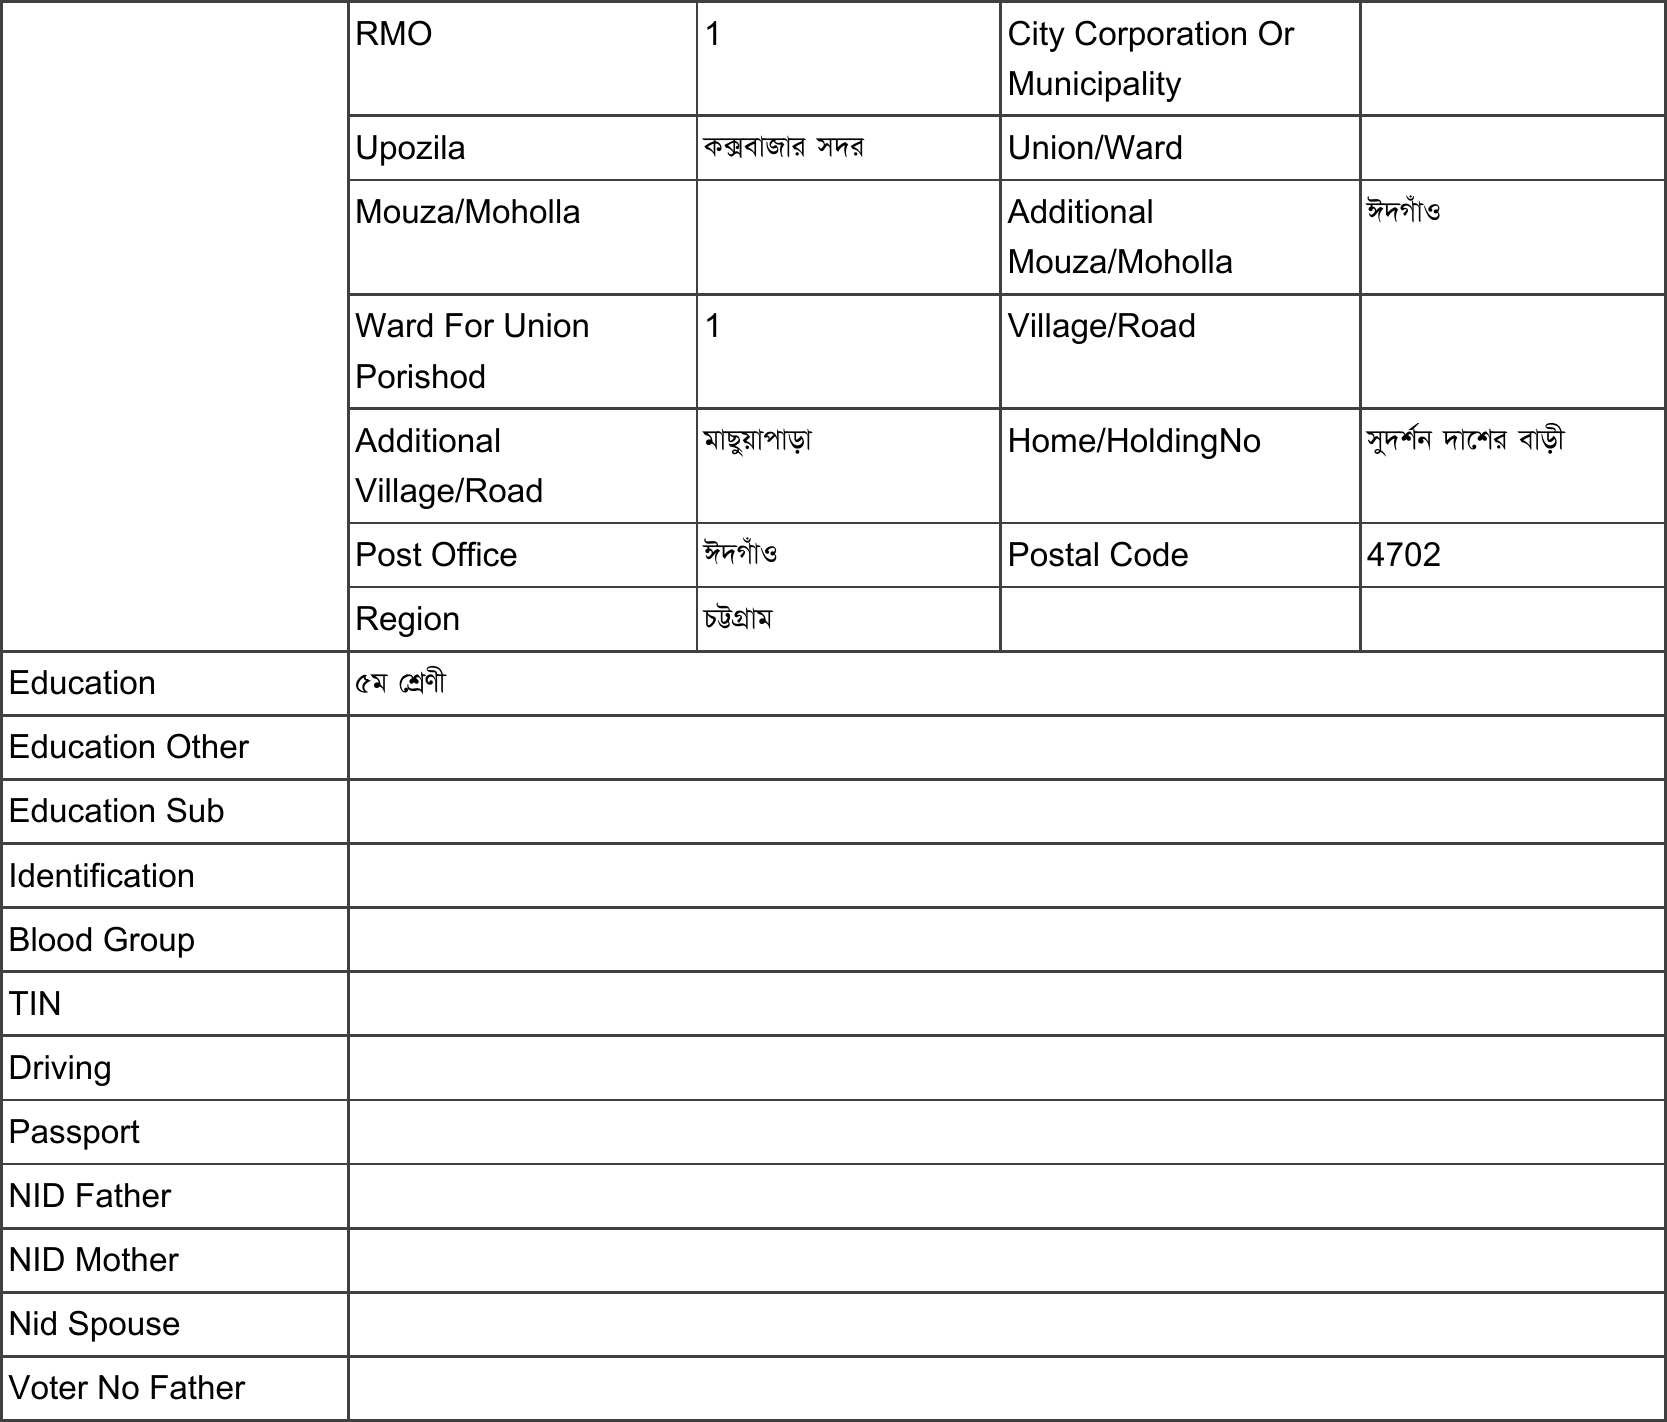 RMO 1 City Corporation Or
Municipality
Upozila কক্সবাজার সদর Union/Ward
Mouza/Moholla Additional ঈদগাঁও
Mouza/Moholla
Ward For Union 1 Village/Road
Porishod
Additional মাছুয়াপাড়া Home/HoldingNo সুদর্শন দাশের বাড়ী
Village/Road
Post Office ঈদগাঁও Postal Code 4702
Region চট্টগ্রাম
Education ৫ম শ্রেণী
Education Other
Education Sub
Identification
Blood Group
TIN
Driving
Passport
NID Father
NID Mother
Nid Spouse
Voter No Father